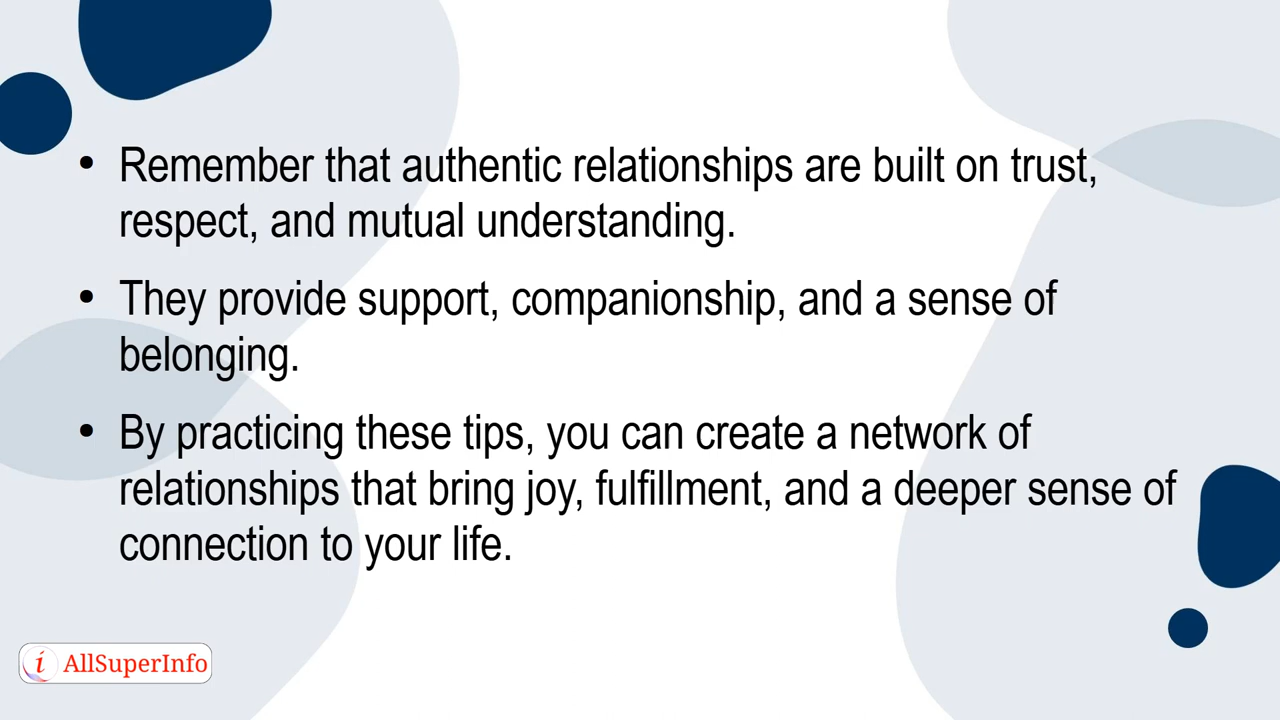 • Remember that authentic relationships are built on trust,
respect, and mutual understanding.
• They provide support, companionship, and a sense of
belonging.
• By practicing these tips, you can create a network of
relationships that bring joy, fulfillment, and a deeper sense of
connection to your life.
i AllSuperInfo